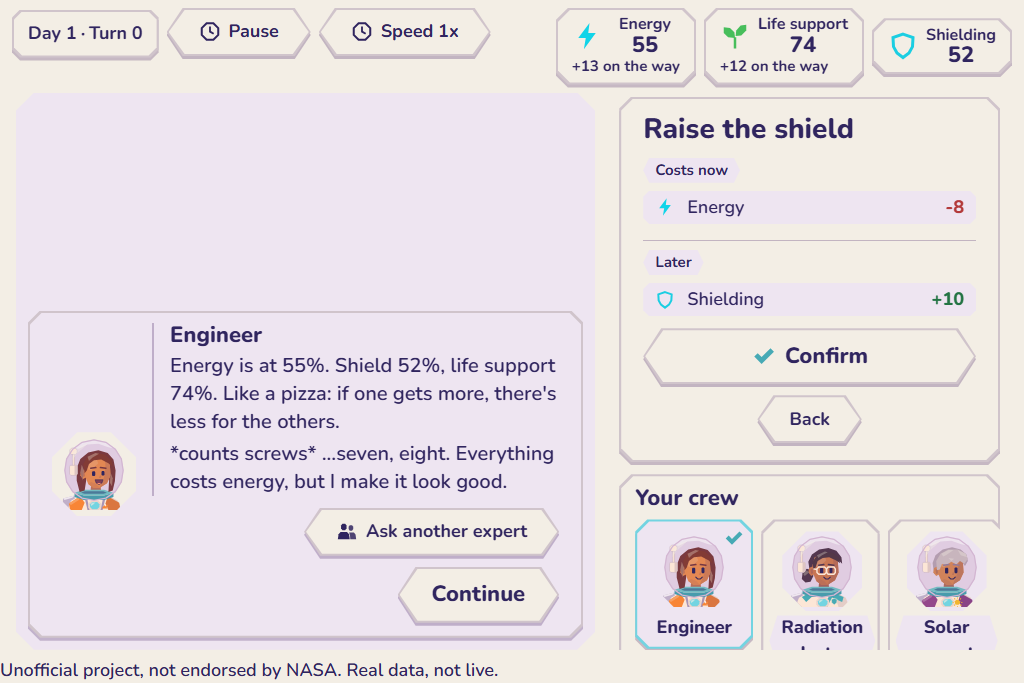 Day 1 · Turn 0
Pause
Speed 1x
Energy
55
+13 on the way
Life support
74
+12 on the way
Shielding
52
Raise the shield
Costs now
Energy
-8
Later
Shielding
+10
Confirm
Back
Engineer
Energy is at 55%. Shield 52%, life support
74%. Like a pizza: if one gets more, there's
less for the others.
*counts screws* ...seven, eight. Everything
costs energy, but I make it look good.
Ask another expert
Continue
Your crew
Engineer
Radiation
Solar
Unofficial project, not endorsed by NASA. Real data, not live.